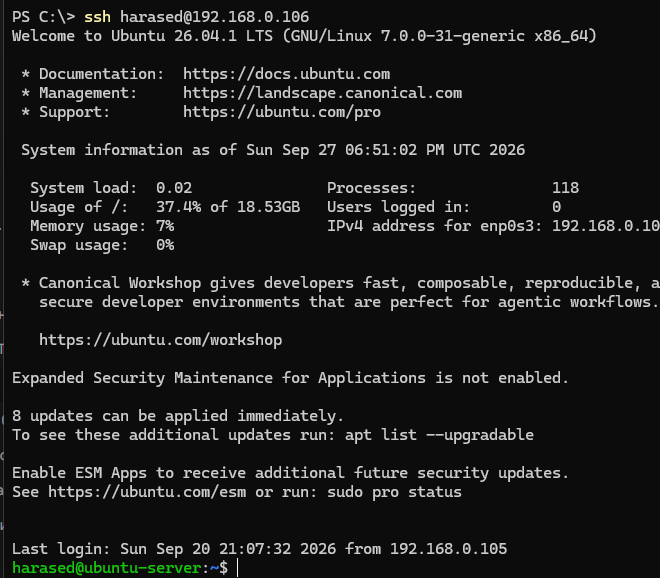 PS C:\> ssh harased@192.168.0.106
Welcome to Ubuntu 26.04.1 LTS (GNU/Linux 7.0.0-31-generic x86_64)
* Documentation: https://docs.ubuntu.com
* Management: https://landscape.canonical.com
* Support: https://ubuntu.com/pro
System information as of Sun Sep 27 06:51:02 PM UTC 2026
System load: 0.02 Processes: 118
Usage of /: 37.4% of 18.53GB Users logged in: 0
Memory usage: 7% IPv4 address for enp0s3: 192.168.0.10
Swap usage: 0%
* Canonical Workshop gives developers fast, composable, reproducible, a
secure developer environments that are perfect for agentic workflows.
https://ubuntu.com/workshop
Expanded Security Maintenance for Applications is not enabled.
8 updates can be applied immediately.
To see these additional updates run: apt list --upgradable
Enable ESM Apps to receive additional future security updates.
See https://ubuntu.com/esm or run: sudo pro status
Last login: Sun Sep 20 21:07:32 2026 from 192.168.0.105
harased@ubuntu-server:~$